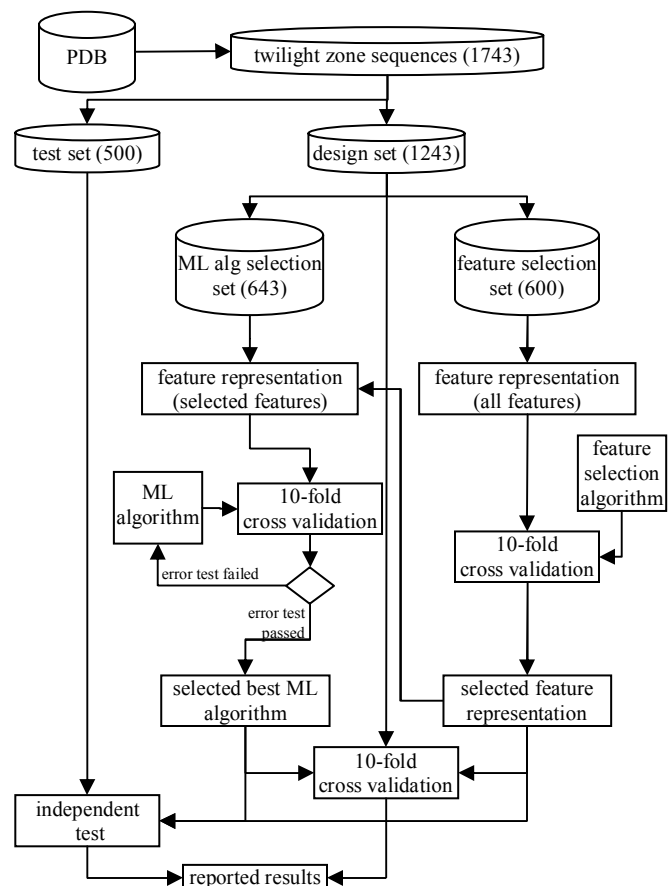 PDB
twilight zone sequences (1743)
test set (500)
design set (1243)
ML alg selection
set (643)
feature selection
set (600)
feature representation
(selected features)
feature representation
(all features)
feature
selection
algorithm
ML
algorithm
10-fold
cross validation
10-fold
cross validation
error test failed
error test
passed
selected best ML
algorithm
selected feature
representation
10-fold
cross validation
independent
test
reported results